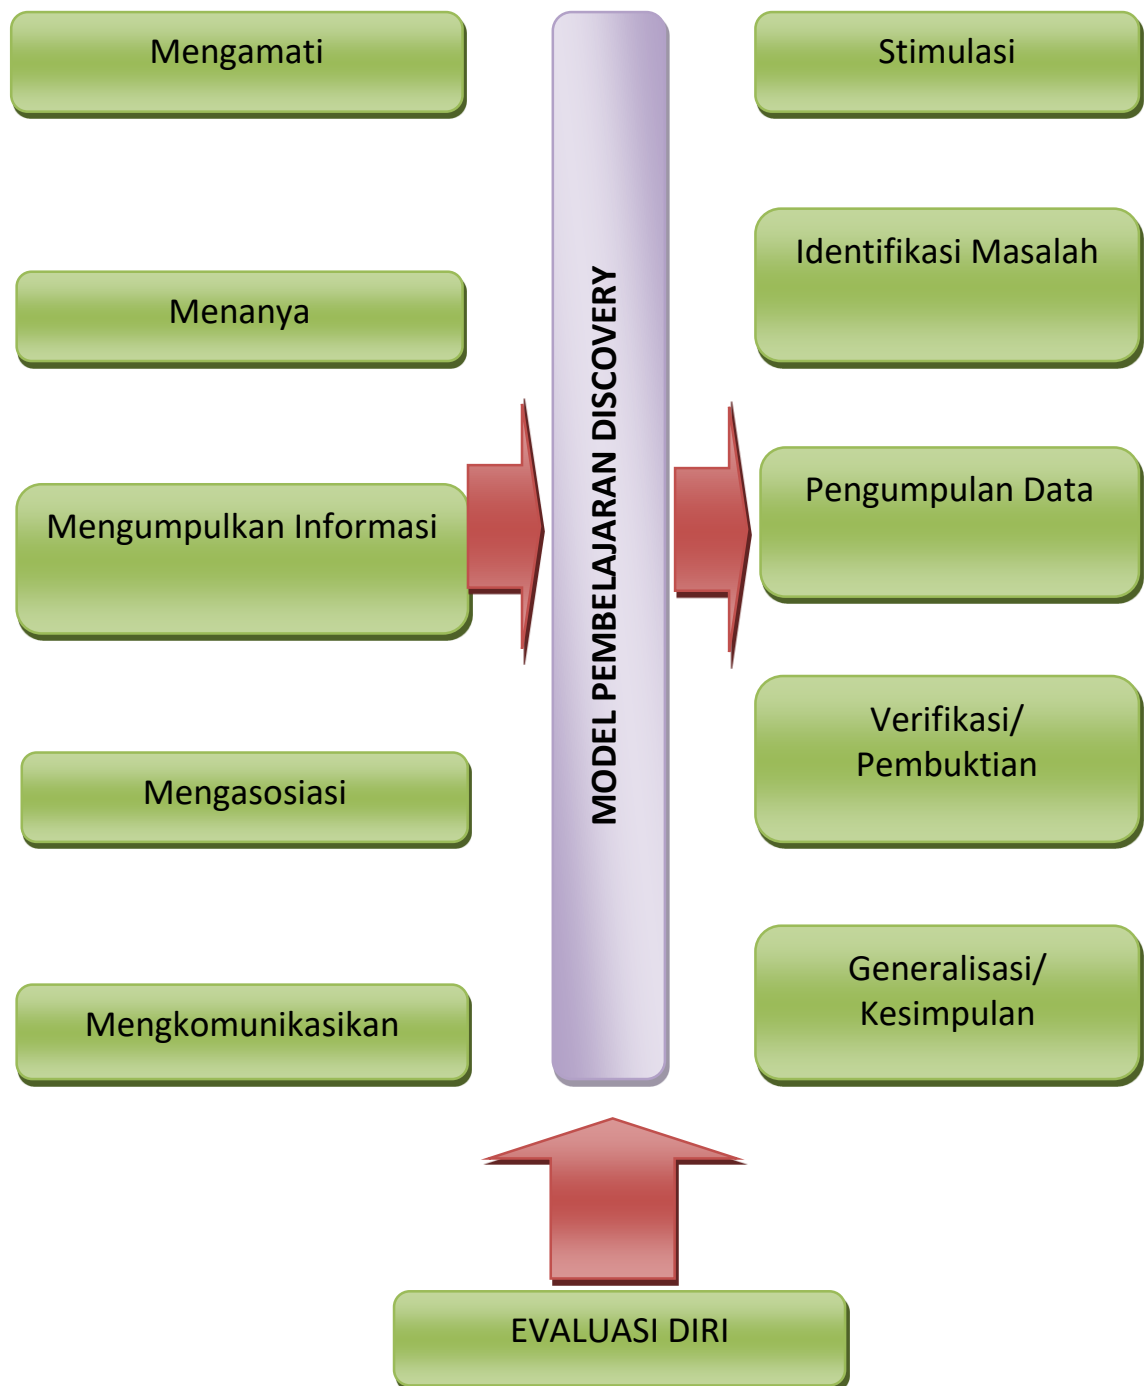 Mengamati
Menanya
Mengumpulkan Informasi
Mengasosiasi
Mengkomunikasikan
MODEL PEMBELAJARAN DISCOVERY
Stimulasi
Identifikasi Masalah
Pengumpulan Data
Verifikasi/
Pembuktian
Generalisasi/
Kesimpulan
EVALUASI DIRI